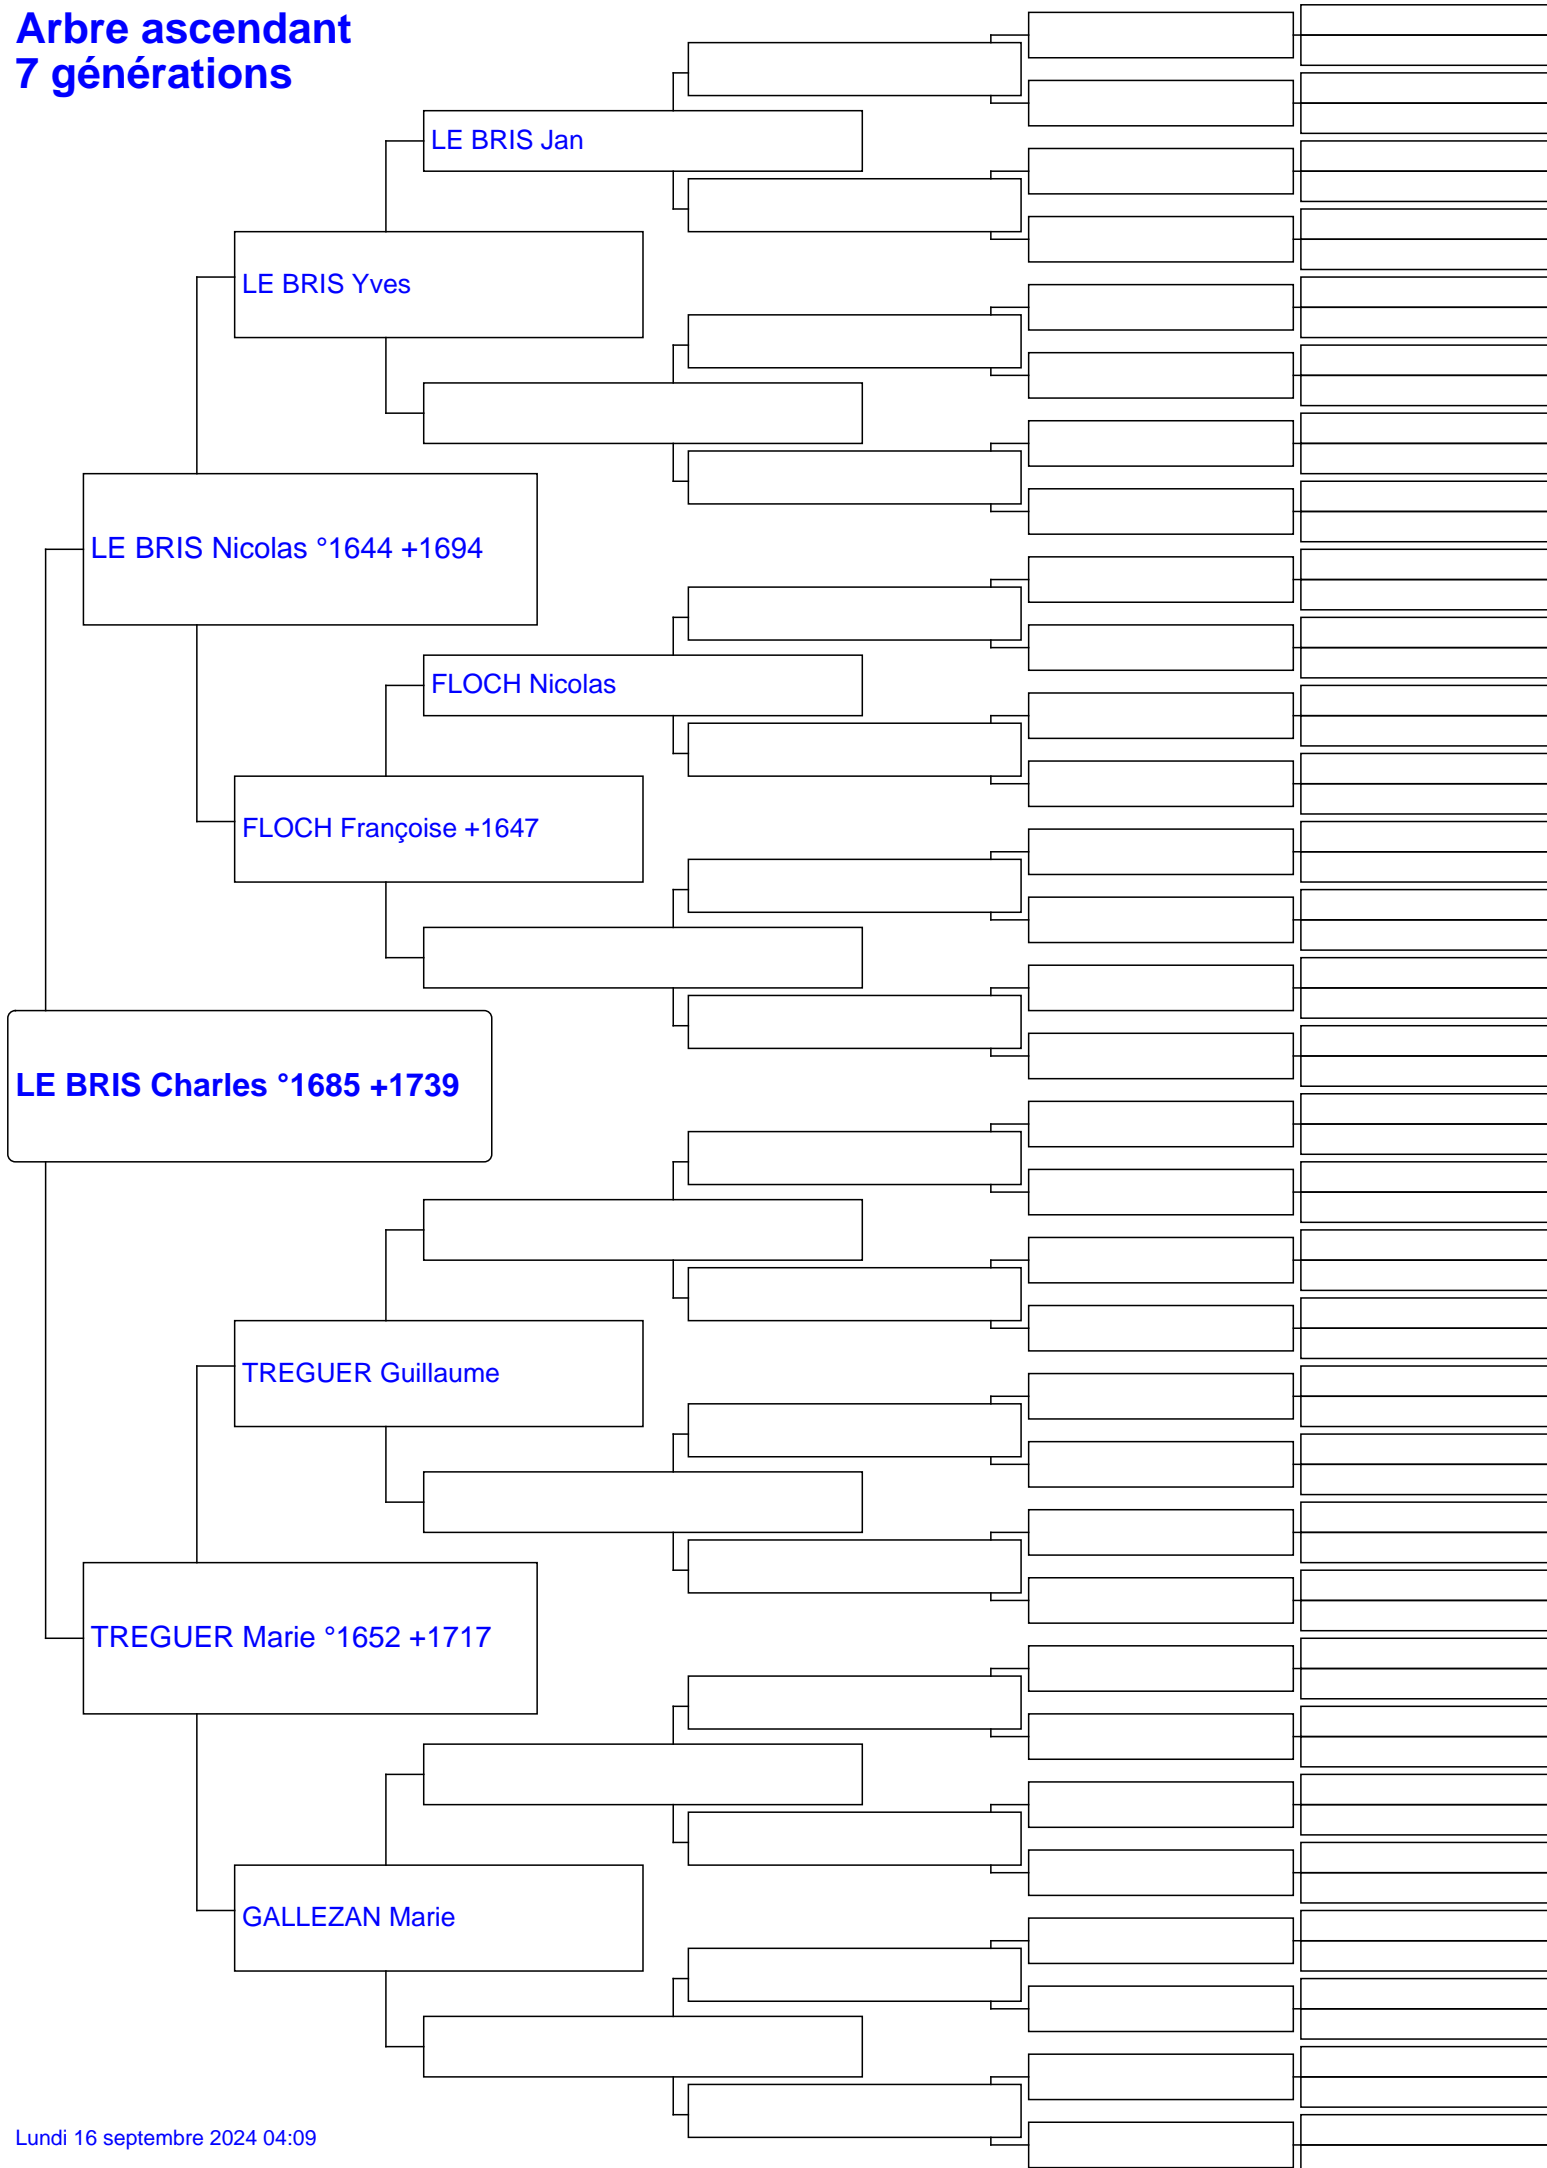 Arbre ascendant
7 générations
LE BRIS Jan
LE BRIS Yves
LE BRIS Nicolas °1644 +1694
FLOCH Nicolas
FLOCH Françoise +1647
LE BRIS Charles °1685 +1739
TREGUER Guillaume
TREGUER Marie °1652 +1717
GALLEZAN Marie
Lundi 16 septembre 2024 04:09